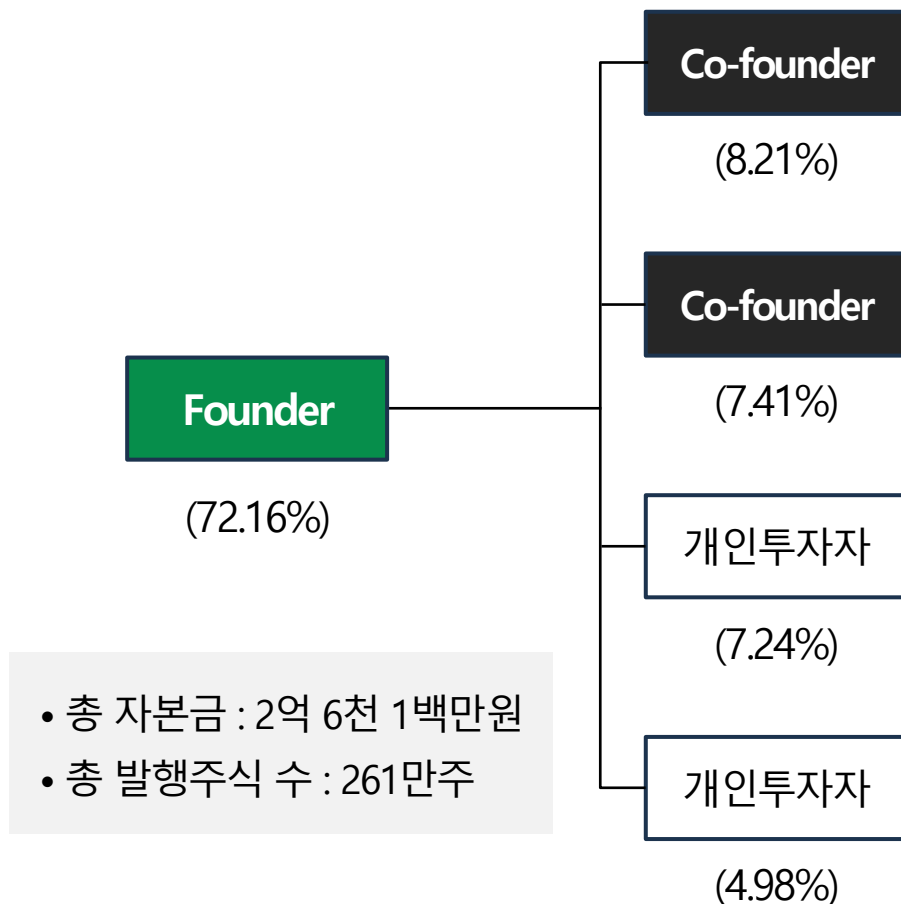 Co-founder
(8.21%)
Co-founder
(7.41%)
Founder
(72.16%)
개인투자자
(7.24%)
• 총 자본금 : 2억 6천 1백만원
• 총 발행주식 수 : 261만주
개인투자자
(4.98%)